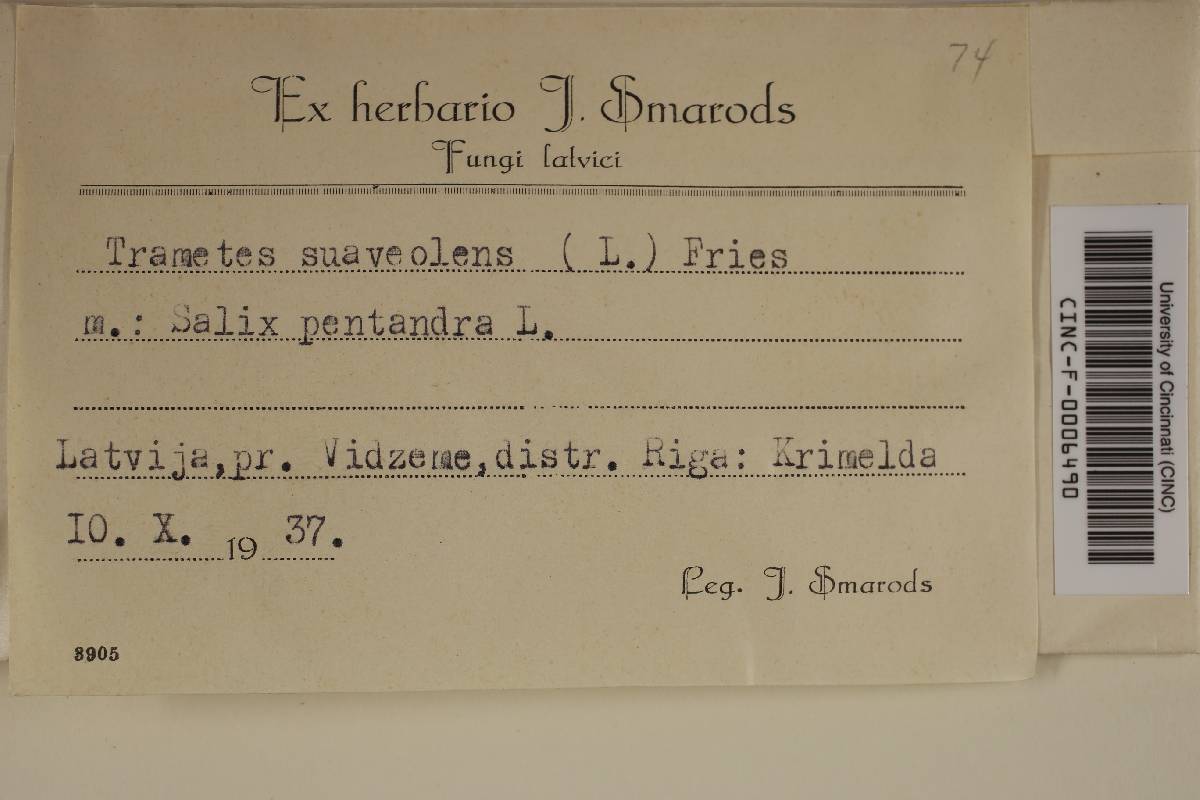 74
Ex herbario J. Smarods
Fungi latvici
Trametes suaveolens ( L.) Fries
m.: Salix pentandra L.
Latvija,pr. Vidzeme,distr. Riga: Krimelda
IO. X. 19 37.
Leg. J. Smarods
3905
University of Cincinnati (CINC)
CINC-F-0006490